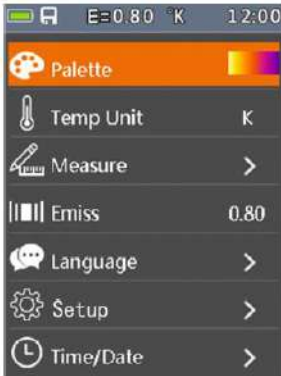 E=0.80 °K 12:00
Palette
Temp Unit K
Measure >
Emiss 0.80
Language >
Setup >
Time/Date >